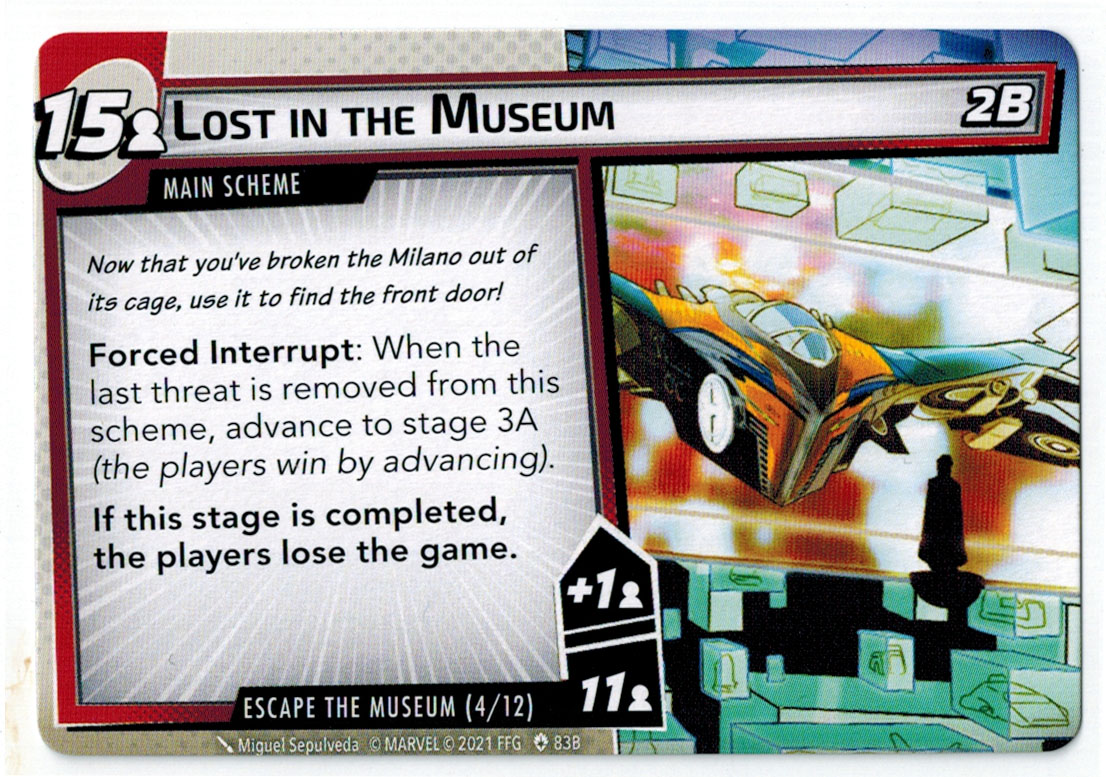 15
LOST IN THE MUSEUM
2B
MAIN SCHEME
Now that you've broken the Milano out of
its cage, use it to find the front door!
Forced Interrupt: When the
last threat is removed from this
scheme, advance to stage 3A
(the players win by advancing).
If this stage is completed,
the players lose the game.
+1
11
ESCAPE THE MUSEUM (4/12)
Miguel Sepulveda © MARVEL © 2021 FFG 83B